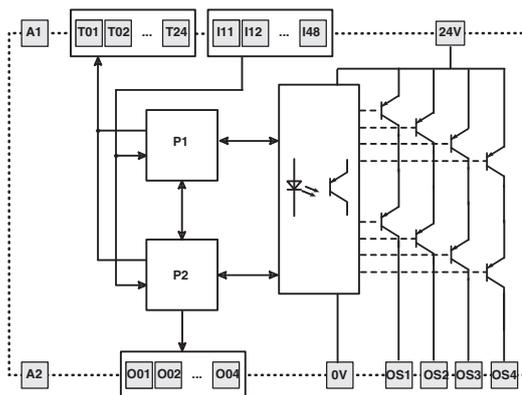 A1 T01 T02 ... T24 I11 I12 ... I48 24V
P1
P2
A2 O01 O02 ... O04 0V OS1 OS2 OS3 OS4